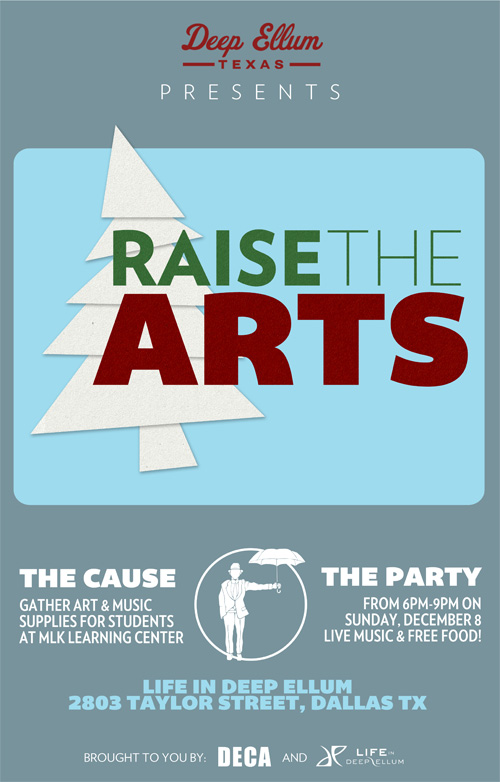 Deep Ellum
TEXAS
PRESENTS
RAISETHE
ARTS
THE CAUSE
GATHER ART & MUSIC
SUPPLIES FOR STUDENTS
AT MLK LEARNING CENTER
THE PARTY
FROM 6PM-9PM ON
SUNDAY, DECEMBER 8
LIVE MUSIC & FREE FOOD!
LIFE IN DEEP ELLUM
2803 TAYLOR STREET, DALLAS TX
BROUGHT TO YOU BY: DECA AND LIFE IN
DEEP ELLUM